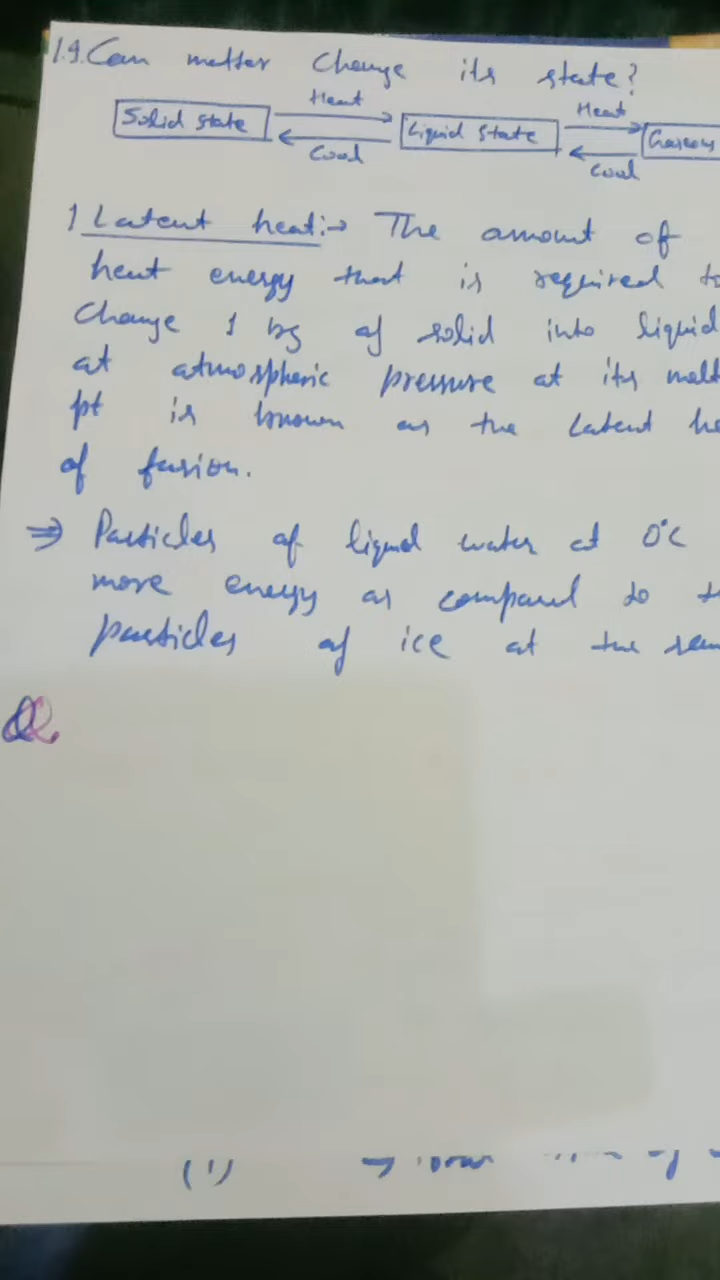 1.4. Can matter change its state?
Solid state Heat Cool Liquid State Heat Cool Gaseous
1 Latent heat:→ The amount of
heat energy that is required to
Change 1 kg of solid into liquid
at atmospheric pressure at its melt
pt is known as the Latent he
of fusion.
⇒ Particles of liquid water at 0°C
more energy as compared to
particles of ice at the
(i)